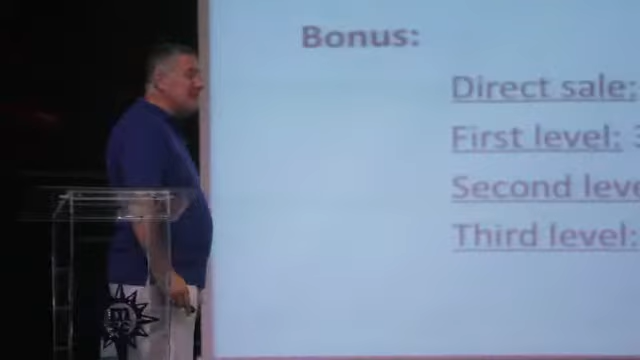 Bonus:
Direct sale:
First level:
Second leve
Third level: